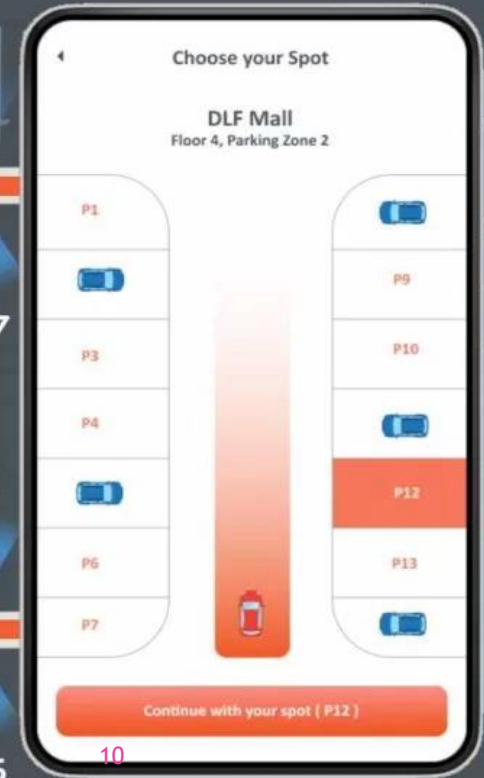 Choose your Spot
DLF Mall
Floor 4, Parking Zone 2
P1
P9
P3
P10
P4
P12
P6
P13
P7
Continue with your spot ( P12 )
10